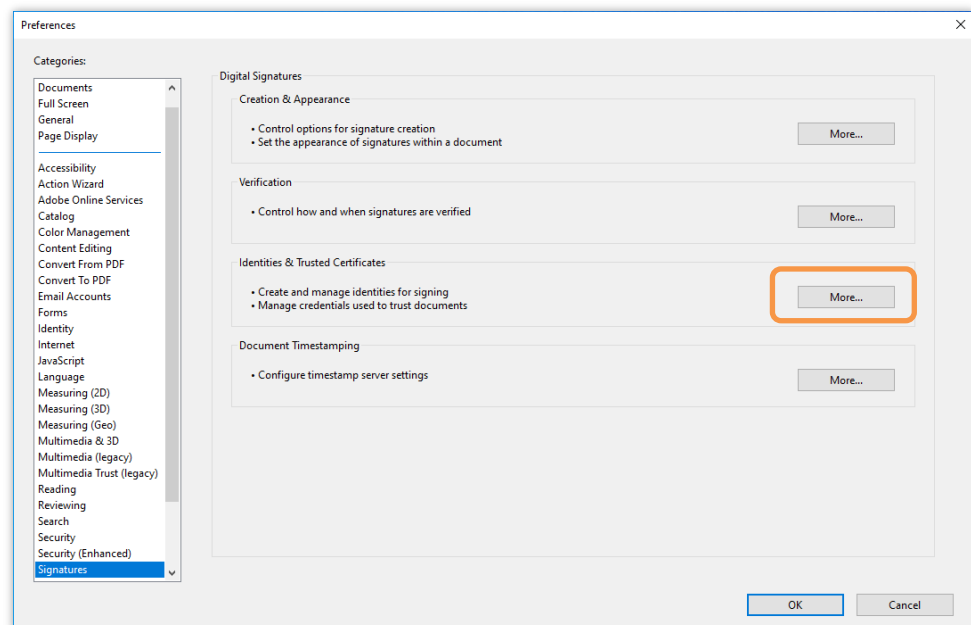 Preferences
Categories:
Documents
Full Screen
General
Page Display
Accessibility
Action Wizard
Adobe Online Services
Catalog
Color Management
Content Editing
Convert From PDF
Convert To PDF
Email Accounts
Forms
Identity
Internet
JavaScript
Language
Measuring (2D)
Measuring (3D)
Measuring (Geo)
Multimedia & 3D
Multimedia (legacy)
Multimedia Trust (legacy)
Reading
Reviewing
Search
Security
Security (Enhanced)
Signatures
Digital Signatures
Creation & Appearance
• Control options for signature creation
• Set the appearance of signatures within a document
More...
Verification
• Control how and when signatures are verified
More...
Identities & Trusted Certificates
• Create and manage identities for signing
• Manage credentials used to trust documents
More...
Document Timestamping
• Configure timestamp server settings
More...
OK
Cancel